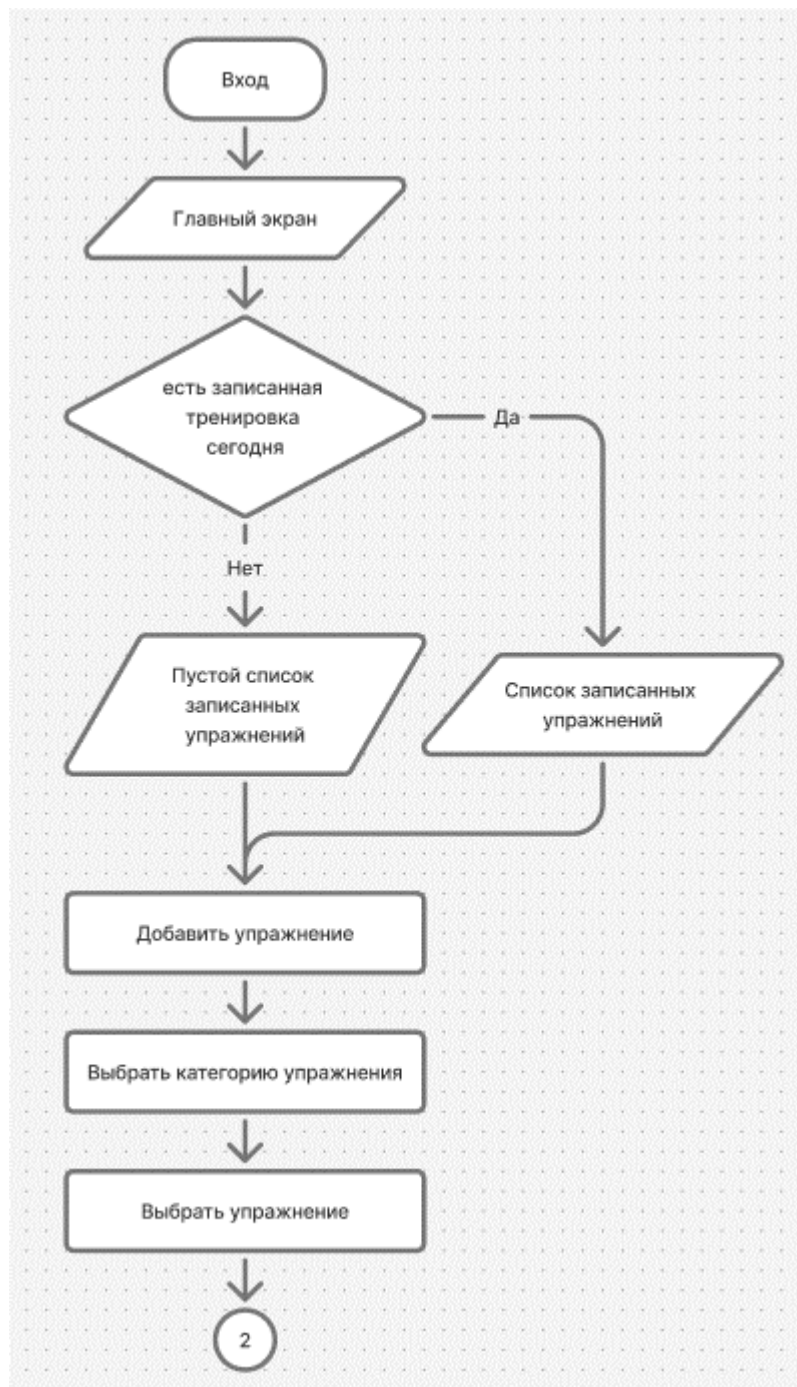 Вход
Главный экран
есть записанная
тренировка
сегодня
Да
Нет
Пустой список
записанных
упражнений
Список записанных
упражнений
Добавить упражнение
Выбрать категорию упражнения
Выбрать упражнение
2